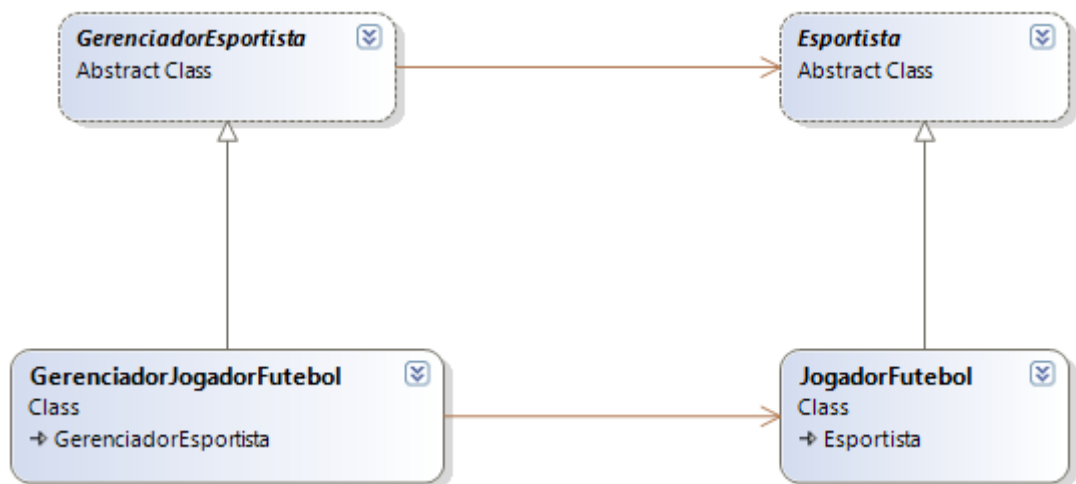 GerenciadorEsportista
Abstract Class
Esportista
Abstract Class
GerenciadorJogadorFutebol
Class
GerenciadorEsportista
JogadorFutebol
Class
Esportista